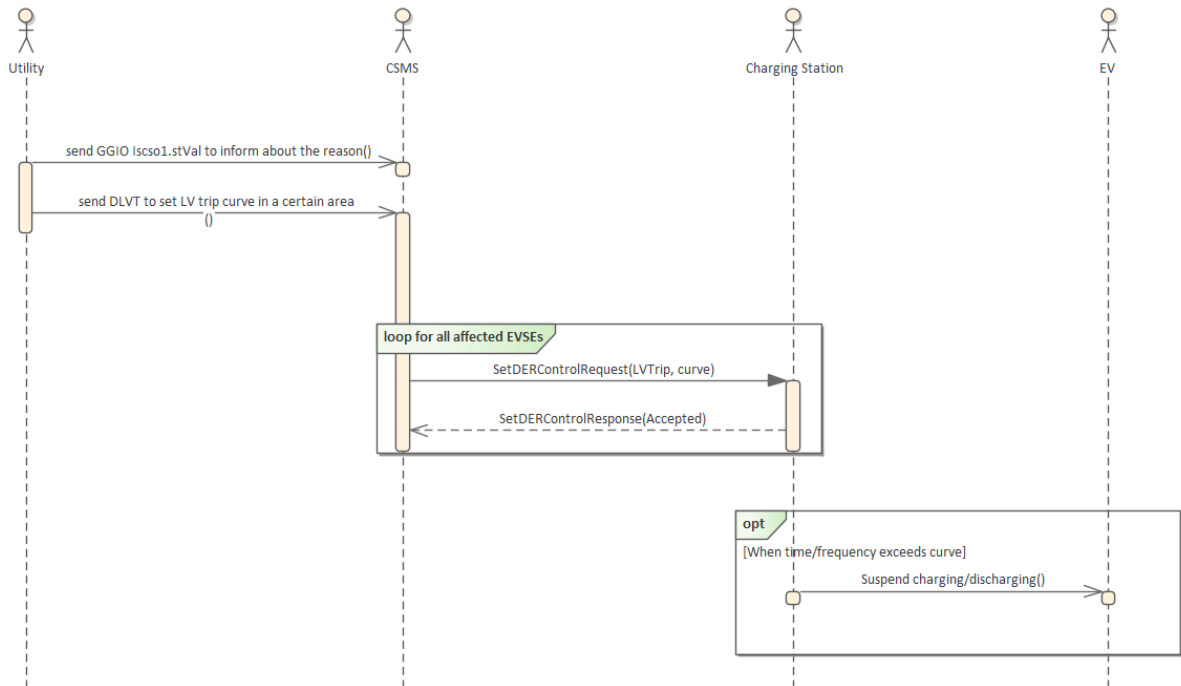 Utility
CSMS
Charging Station
EV
send GGIO Iscso1.stVal to inform about the reason()
send DLVT to set LV trip curve in a certain area
()
loop for all affected EVSEs
SetDERControlRequest(LVTrip, curve)
SetDERControlResponse(Accepted)
opt
[When time/frequency exceeds curve]
Suspend charging/discharging()